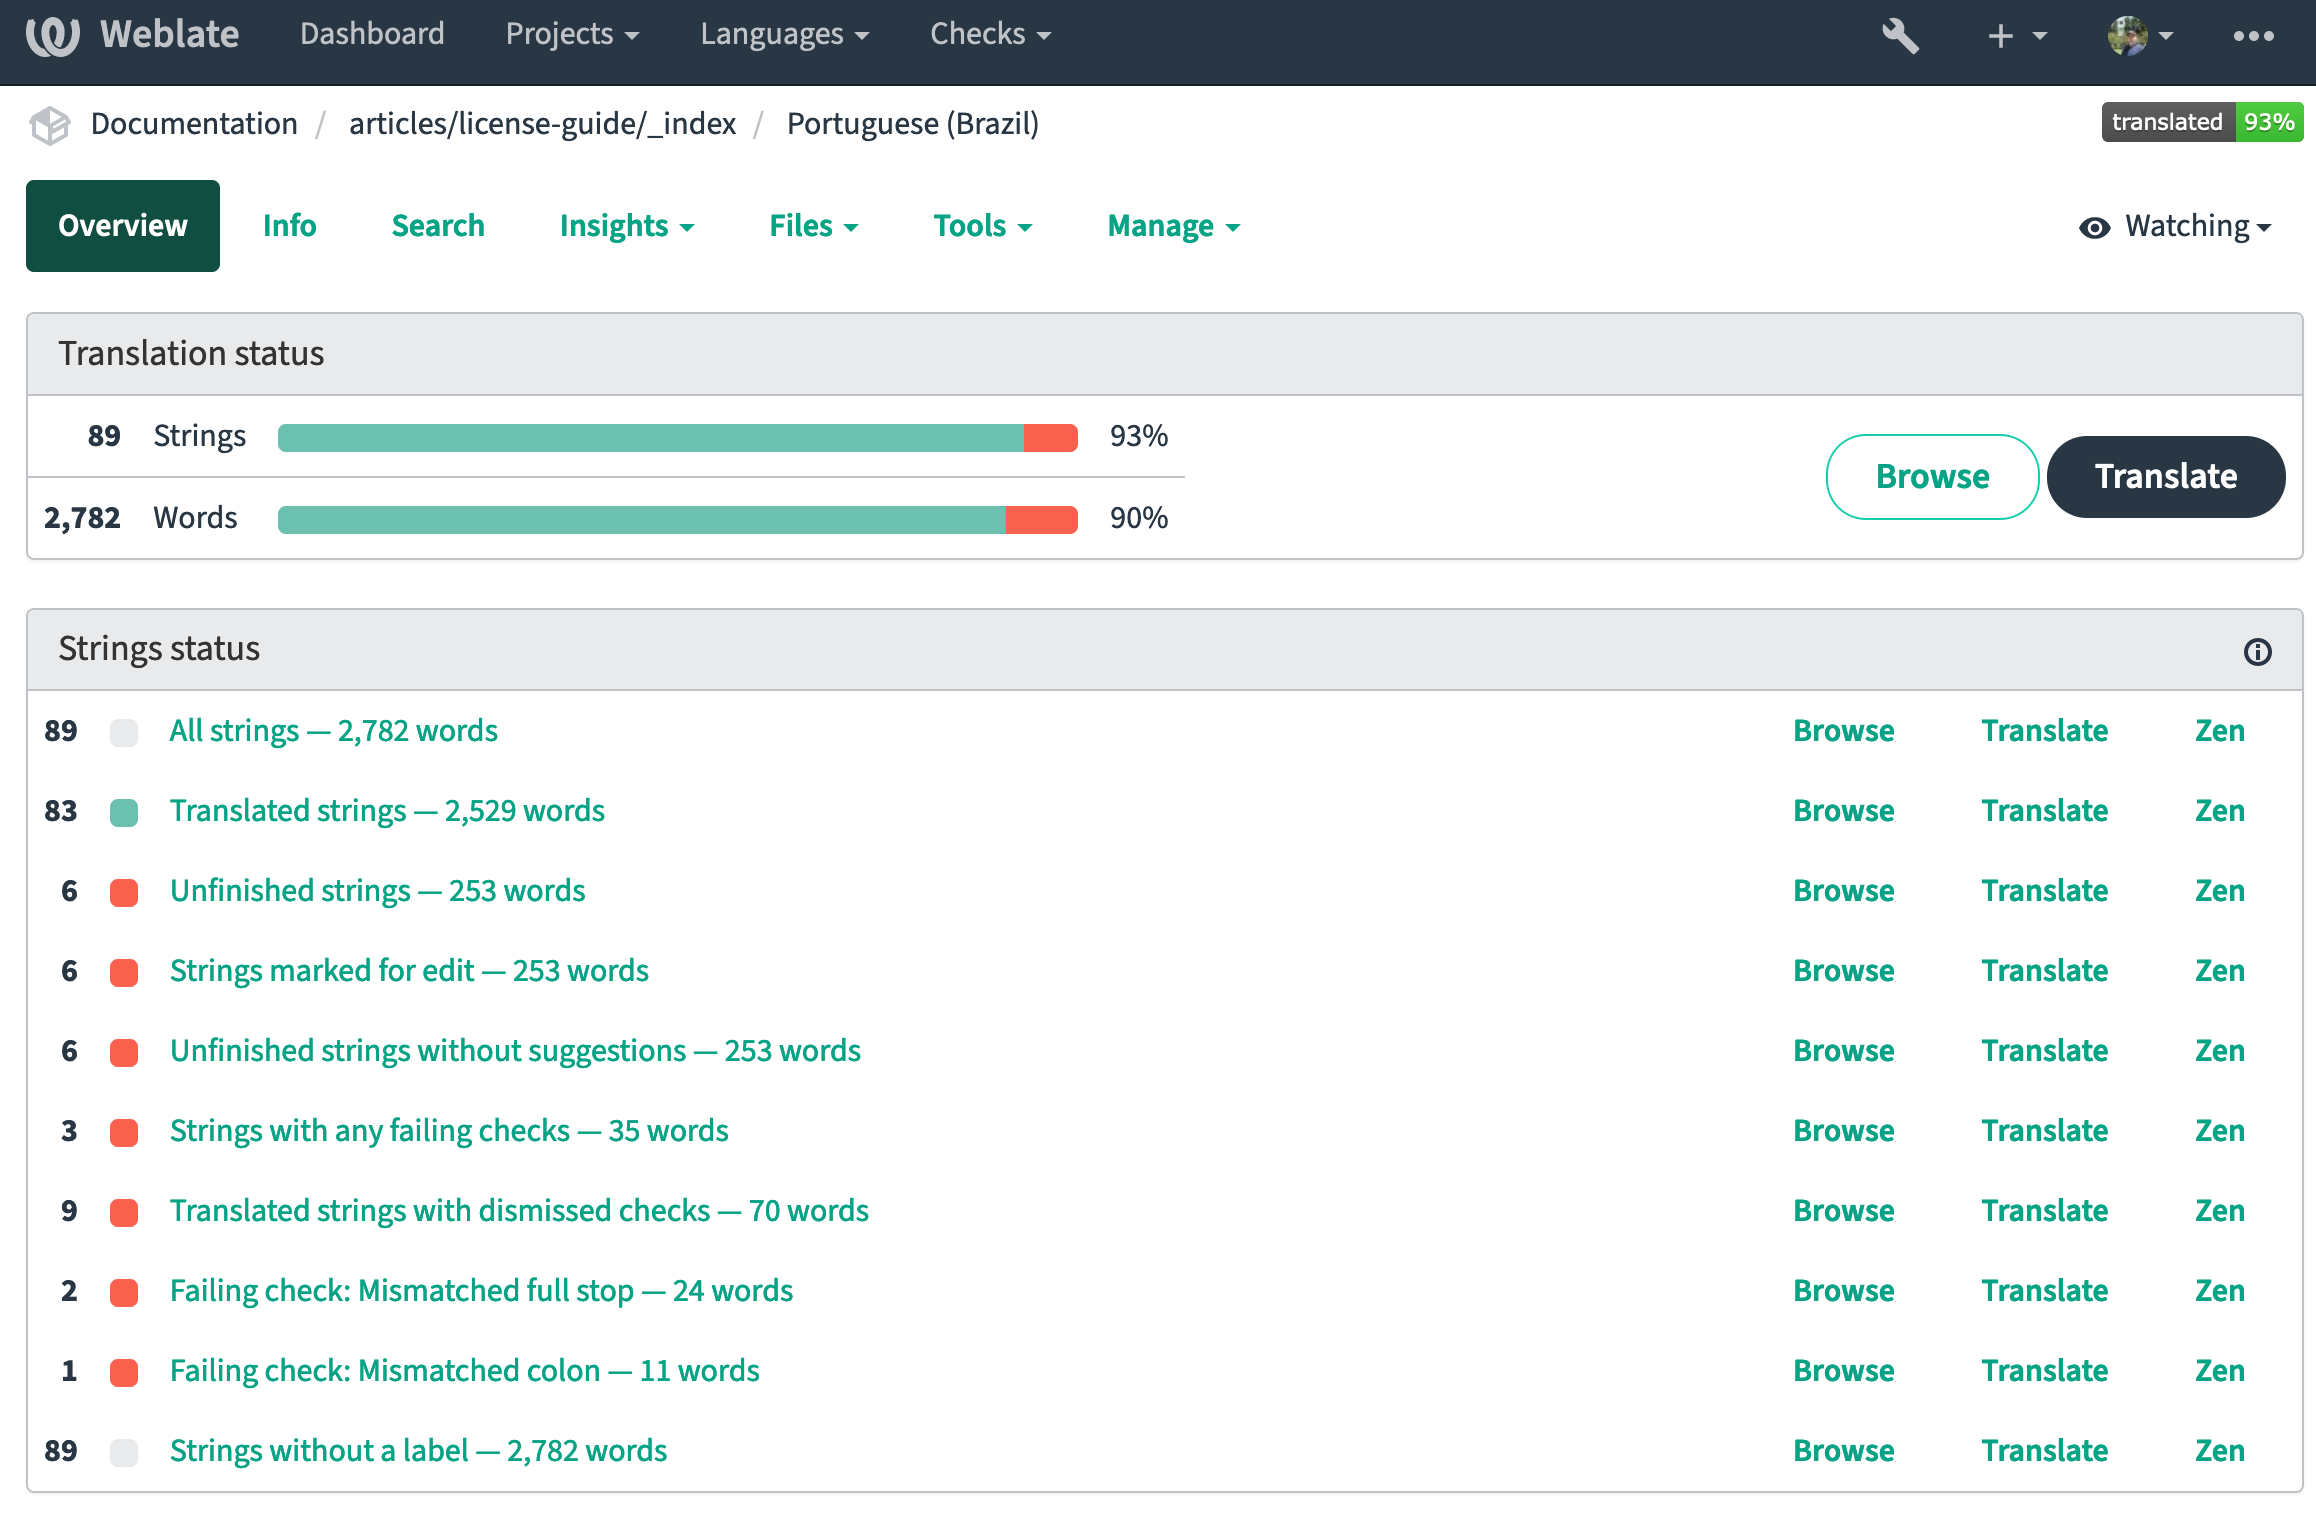 Weblate Dashboard Projects Languages Checks
Documentation / articles/license-guide/_index / Portuguese (Brazil) translated 93%
Overview Info Search Insights Files Tools Manage Watching
Translation status
89 Strings 93%
2,782 Words 90%
Browse Translate
Strings status
89 All strings — 2,782 words Browse Translate Zen
83 Translated strings — 2,529 words Browse Translate Zen
6 Unfinished strings — 253 words Browse Translate Zen
6 Strings marked for edit — 253 words Browse Translate Zen
6 Unfinished strings without suggestions — 253 words Browse Translate Zen
3 Strings with any failing checks — 35 words Browse Translate Zen
9 Translated strings with dismissed checks — 70 words Browse Translate Zen
2 Failing check: Mismatched full stop — 24 words Browse Translate Zen
1 Failing check: Mismatched colon — 11 words Browse Translate Zen
89 Strings without a label — 2,782 words Browse Translate Zen